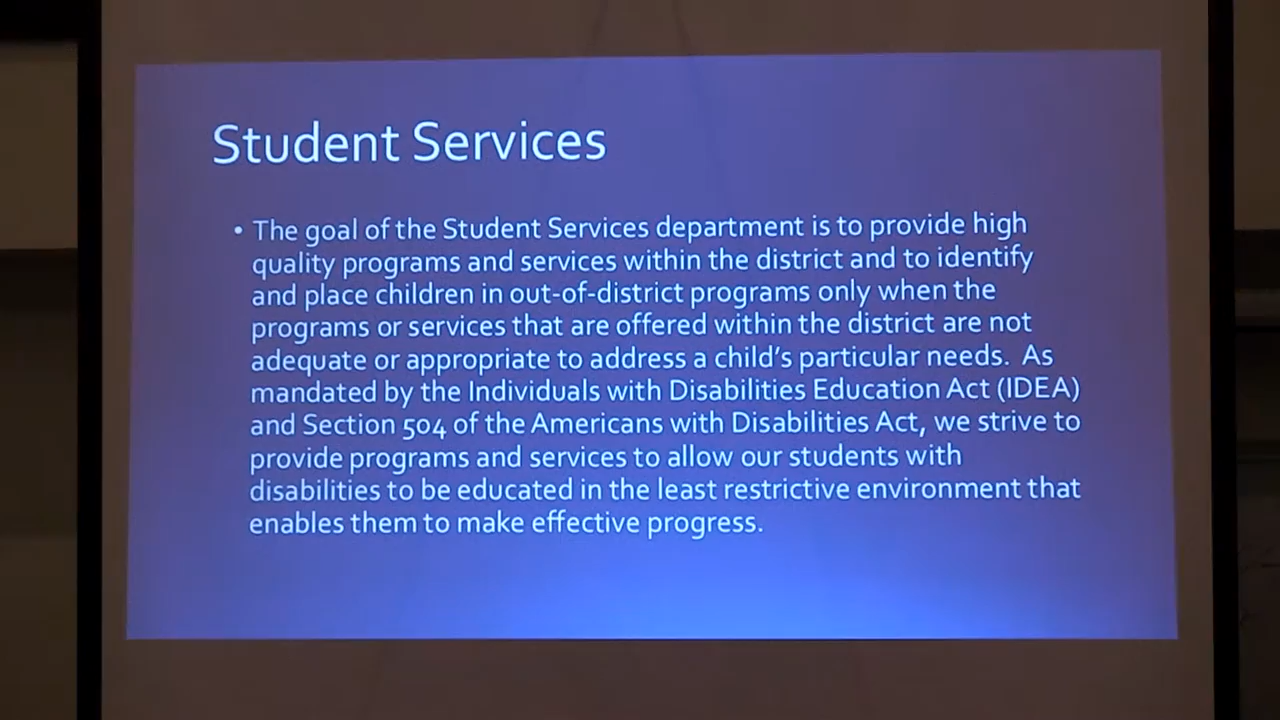 Student Services
• The goal of the Student Services department is to provide high
quality programs and services within the district and to identify
and place children in out-of-district programs only when the
programs or services that are offered within the district are not
adequate or appropriate to address a child's particular needs.  As
mandated by the Individuals with Disabilities Education Act (IDEA)
and Section 504 of the Americans with Disabilities Act, we strive to
provide programs and services to allow our students with
disabilities to be educated in the least restrictive environment that
enables them to make effective progress.